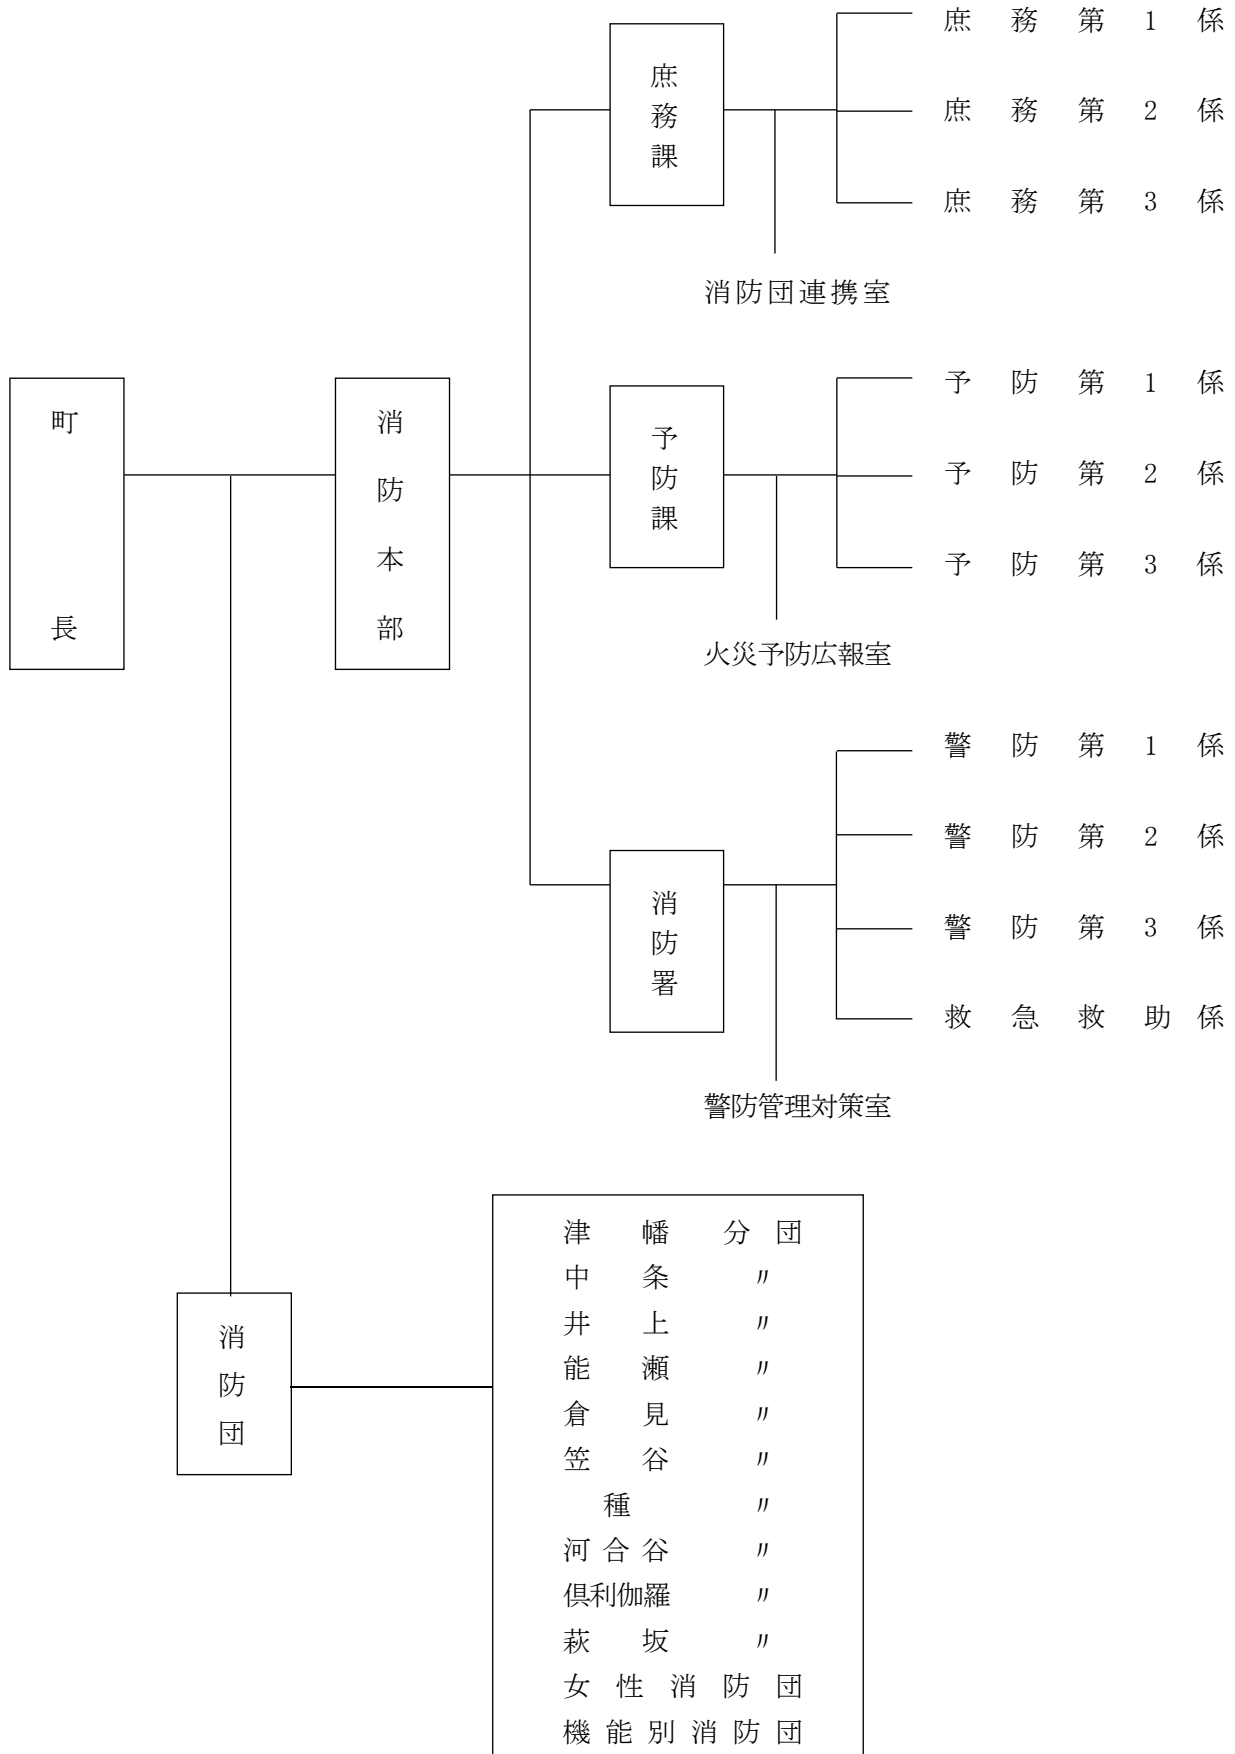 庶務課
庶務第1係
庶務第2係
庶務第3係
消防団連携室
町長
消防本部
予防課
予防第1係
予防第2係
予防第3係
火災予防広報室
消防署
警防第1係
警防第2係
警防第3係
救急救助係
警防管理対策室
消防団
津幡分団
中条〃
井上〃
能瀬〃
倉見〃
笠谷〃
種〃
河合谷〃
倶利伽羅〃
萩坂〃
女性消防団
機能別消防団